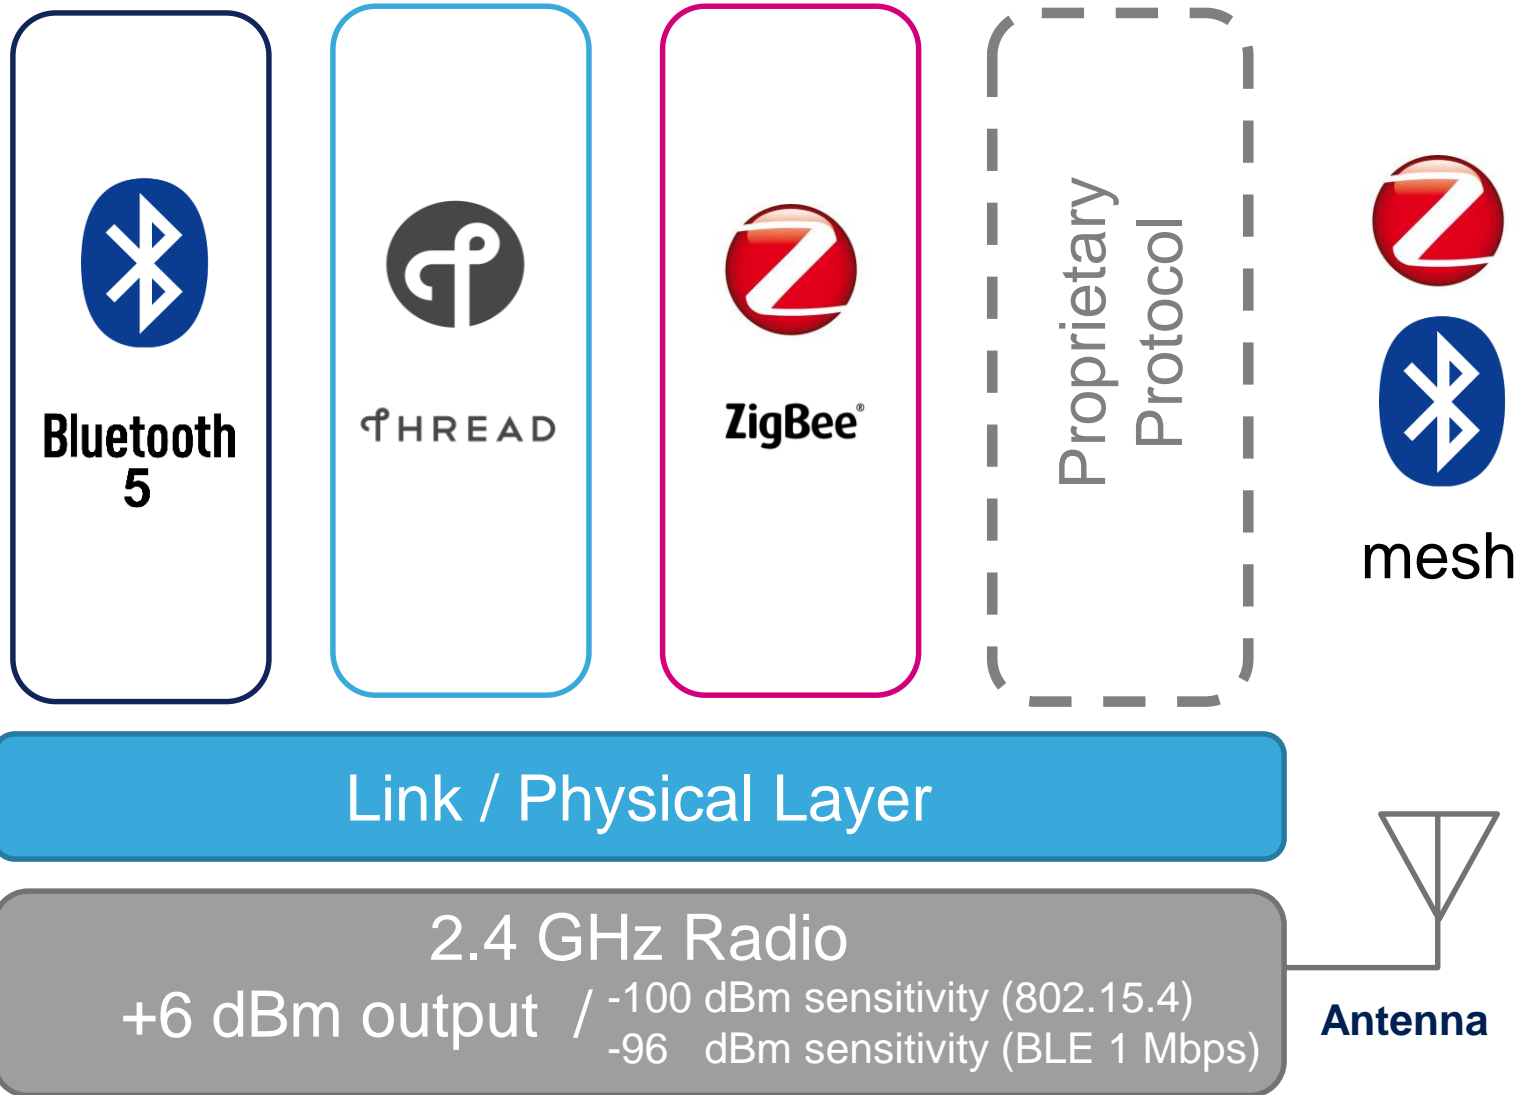 Bluetooth
5
THREAD
ZigBee®
Proprietary
Protocol
mesh
Link / Physical Layer
2.4 GHz Radio
+6 dBm output / -100 dBm sensitivity (802.15.4)
-96 dBm sensitivity (BLE 1 Mbps)
Antenna